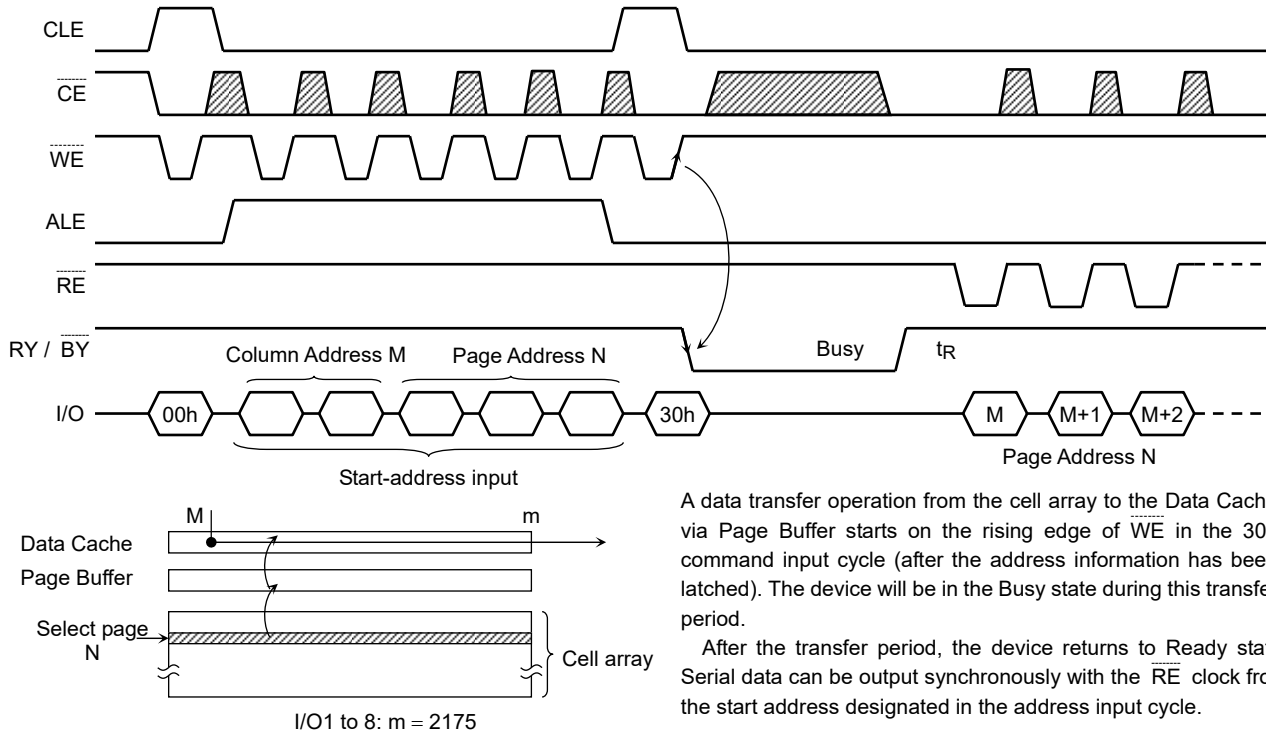 CLE
CE
WE
ALE
RE
RY / BY
Busy
tR
Column Address M
Page Address N
I/O
00h
30h
M
M+1
M+2
Start-address input
Page Address N
M
m
Data Cache
Page Buffer
Select page
N
Cell array
I/O1 to 8: m = 2175
A data transfer operation from the cell array to the Data Cach
via Page Buffer starts on the rising edge of WE in the 30
command input cycle (after the address information has bee
latched). The device will be in the Busy state during this transfe
period.
After the transfer period, the device returns to Ready stat
Serial data can be output synchronously with the RE clock fro
the start address designated in the address input cycle.